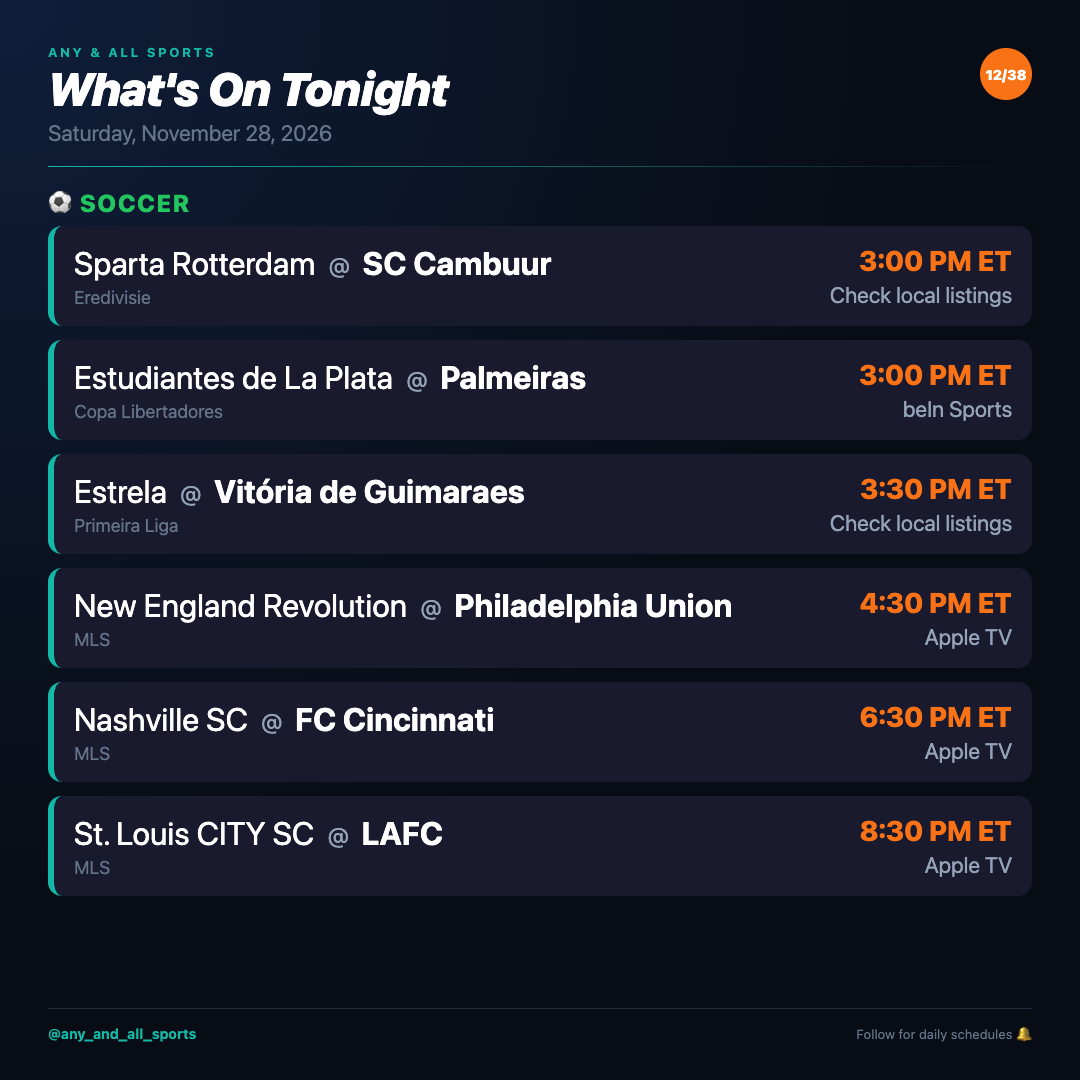 ANY & ALL SPORTS
What's On Tonight
12/38
Saturday, November 28, 2026
⚽ SOCCER
Sparta Rotterdam @ SC Cambuur
3:00 PM ET
Eredivisie
Check local listings
Estudiantes de La Plata @ Palmeiras
3:00 PM ET
Copa Libertadores
beIn Sports
Estrela @ Vitória de Guimaraes
3:30 PM ET
Primeira Liga
Check local listings
New England Revolution @ Philadelphia Union
4:30 PM ET
MLS
Apple TV
Nashville SC @ FC Cincinnati
6:30 PM ET
MLS
Apple TV
St. Louis CITY SC @ LAFC
8:30 PM ET
MLS
Apple TV
@any_and_all_sports
Follow for daily schedules 🔔